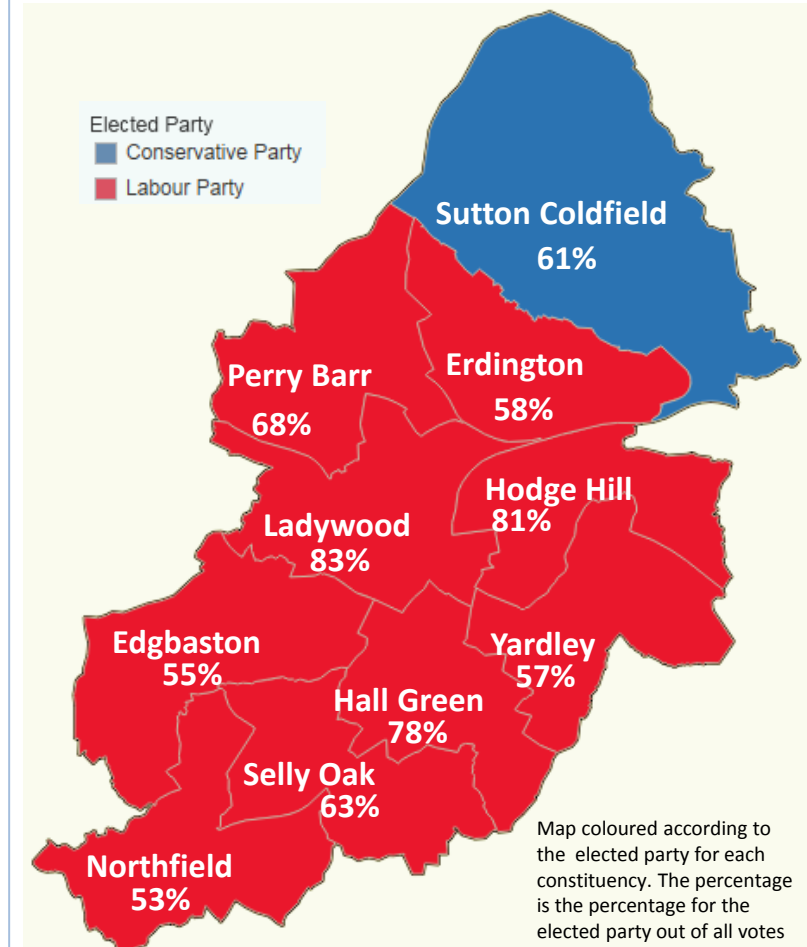 Elected Party
Conservative Party
Labour Party
Sutton Coldfield
61%
Perry Barr
68%
Erdington
58%
Hodge Hill
81%
Ladywood
83%
Edgbaston
55%
Yardley
57%
Hall Green
78%
Selly Oak
63%
Northfield
53%
Map coloured according to
the elected party for each
constituency. The percentage
is the percentage for the
elected party out of all votes